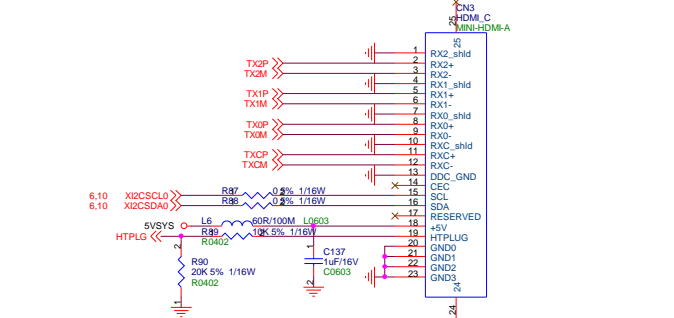 CN3
HDMI_C
MINI-HDMI-A
25
25
1 RX2_shld
TX2P 2 RX2+
TX2M 3 RX2-
4 RX1_shld
TX1P 5 RX1+
TX1M 6 RX1-
7 RX0_shld
TX0P 8 RX0+
TX0M 9 RX0-
10 RXC_shld
TXCP 11 RXC+
TXCM 12 RXC-
13 DDC_GND
14 CEC
6,10 XI2CSCL0 R87 0 5% 1/16W 15 SCL
6,10 XI2CSDA0 R88 0 5% 1/16W 16 SDA
17 RESERVED
5VSYS L6 60R/100M L0603 18 +5V
HTPLG R89 10K 5% 1/16W 19 HTPLUG
R0402
20 GND0
21 GND1
22 GND2
23 GND3
2
R90
20K 5% 1/16W
R0402
1
1
C137
1uF/16V
C0603
2
24
24